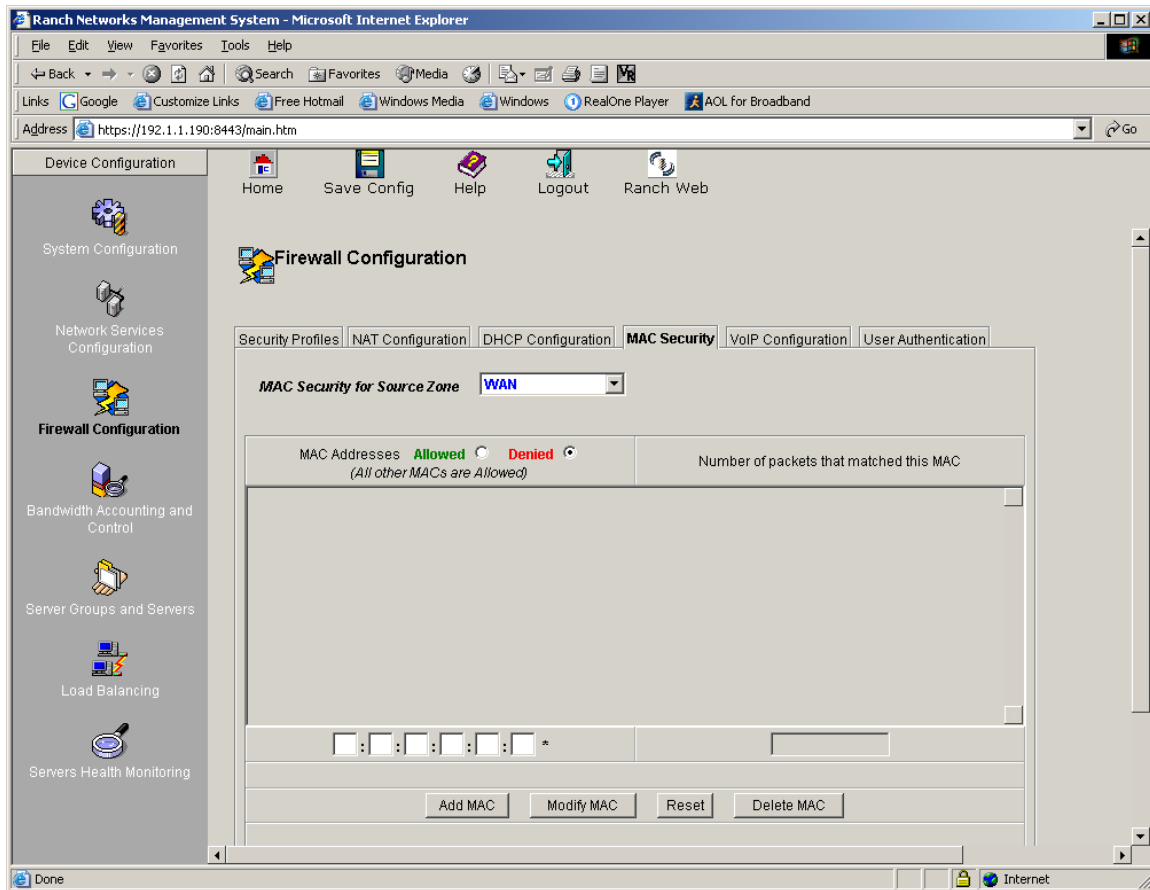 Ranch Networks Management System - Microsoft Internet Explorer
File Edit View Favorites Tools Help
Back Search Favorites Media
Links Google Customize Links Free Hotmail Windows Media Windows RealOne Player AOL for Broadband
Address https://192.1.1.190:8443/main.htm Go
Device Configuration
System Configuration
Network Services
Configuration
Firewall Configuration
Bandwidth Accounting and
Control
Server Groups and Servers
Load Balancing
Servers Health Monitoring
Home Save Config Help Logout Ranch Web
Firewall Configuration
Security Profiles NAT Configuration DHCP Configuration MAC Security VoIP Configuration User Authentication
MAC Security for Source Zone WAN
MAC Addresses Allowed Denied
(All other MACs are Allowed)
Number of packets that matched this MAC
: : : : : *
Add MAC Modify MAC Reset Delete MAC
Done Internet